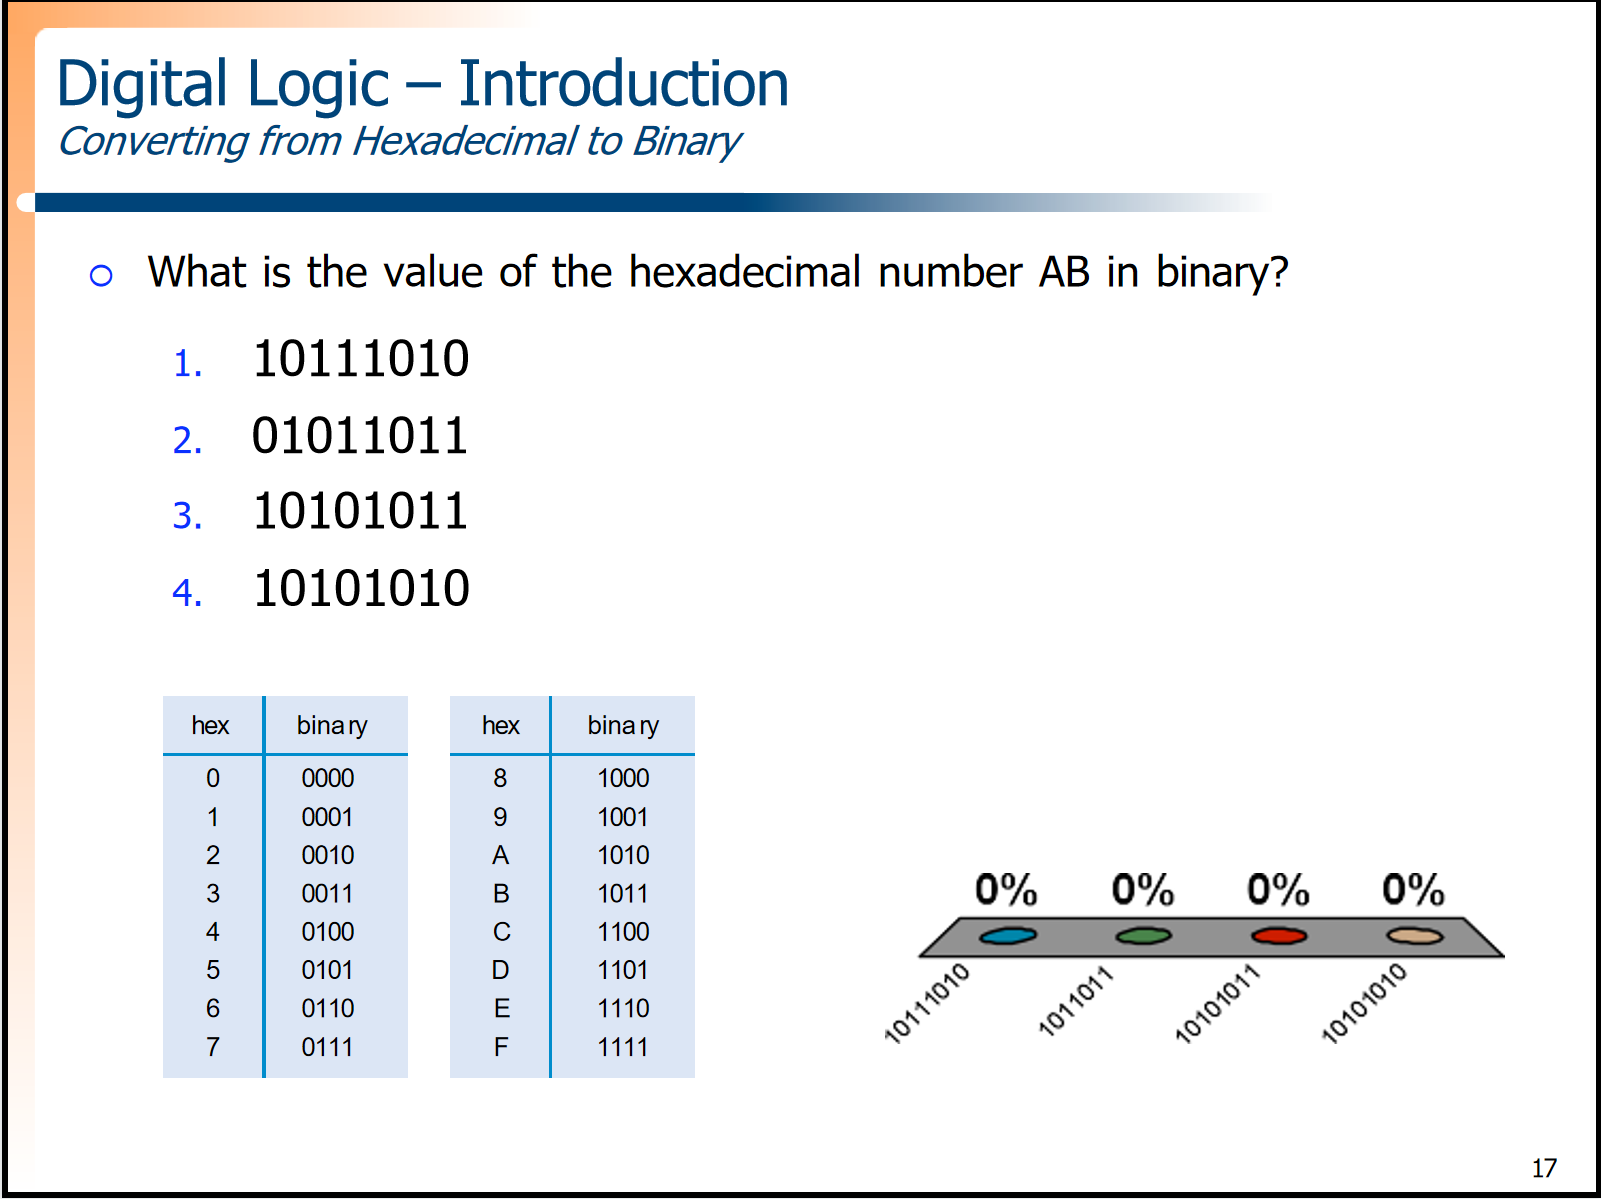 Digital Logic – Introduction
Converting from Hexadecimal to Binary
What is the value of the hexadecimal number AB in binary?
1. 10111010
2. 01011011
3. 10101011
4. 10101010
hex binary hex binary
0 0000 8 1000
1 0001 9 1001
2 0010 A 1010
3 0011 B 1011
4 0100 C 1100
5 0101 D 1101
6 0110 E 1110
7 0111 F 1111
0% 0% 0% 0%
10111010 1011011 10101011 10101010
17